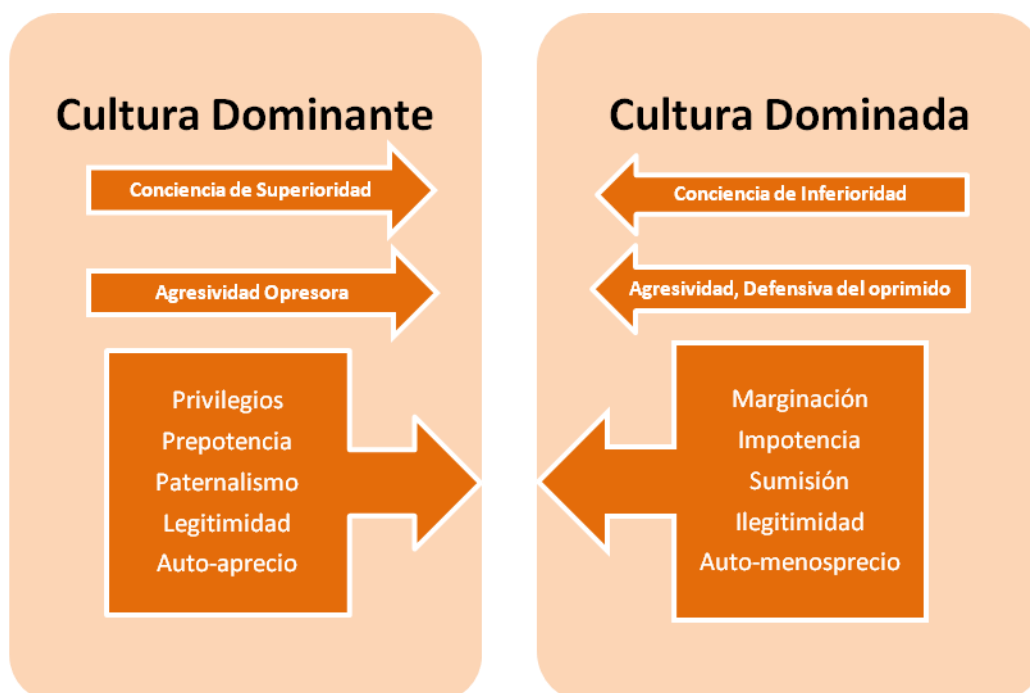 Cultura Dominante
Conciencia de Superioridad
Agresividad Opresora
Privilegios
Prepotencia
Paternalismo
Legitimidad
Auto-aprecio
Cultura Dominada
Conciencia de Inferioridad
Agresividad, Defensiva del oprimido
Marginación
Impotencia
Sumisión
Ilegitimidad
Auto-menosprecio